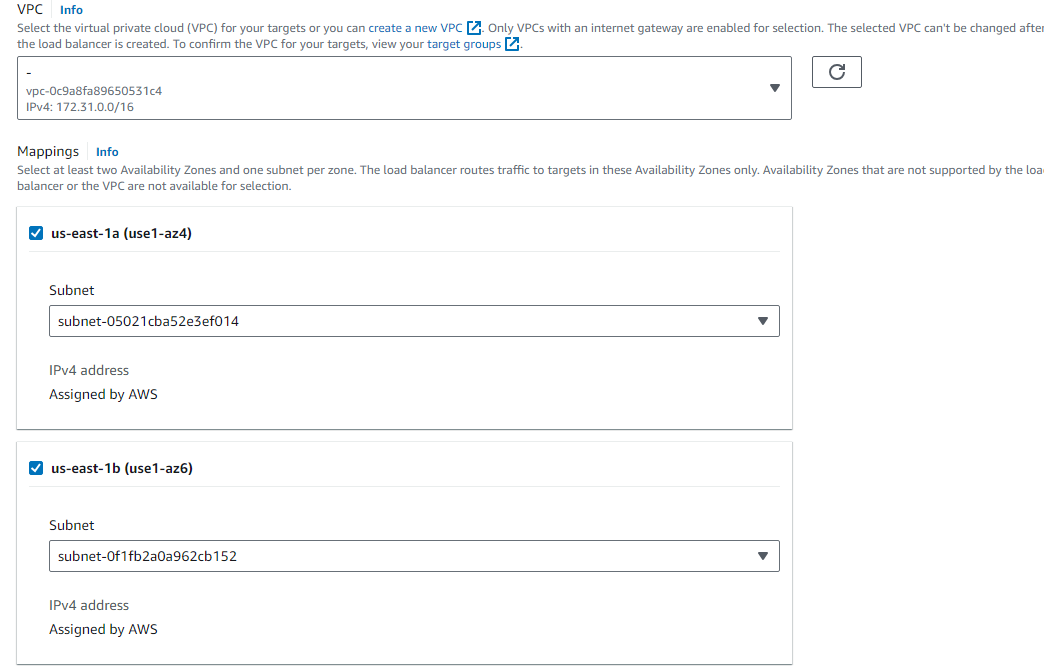 VPC Info
Select the virtual private cloud (VPC) for your targets or you can create a new VPC. Only VPCs with an internet gateway are enabled for selection. The selected VPC can't be changed after
the load balancer is created. To confirm the VPC for your targets, view your target groups.
-
vpc-0c9a8fa89650531c4
IPv4: 172.31.0.0/16
Mappings Info
Select at least two Availability Zones and one subnet per zone. The load balancer routes traffic to targets in these Availability Zones only. Availability Zones that are not supported by the loa
balancer or the VPC are not available for selection.
us-east-1a (use1-az4)
Subnet
subnet-05021cba52e3ef014
IPv4 address
Assigned by AWS
us-east-1b (use1-az6)
Subnet
subnet-0f1fb2a0a962cb152
IPv4 address
Assigned by AWS